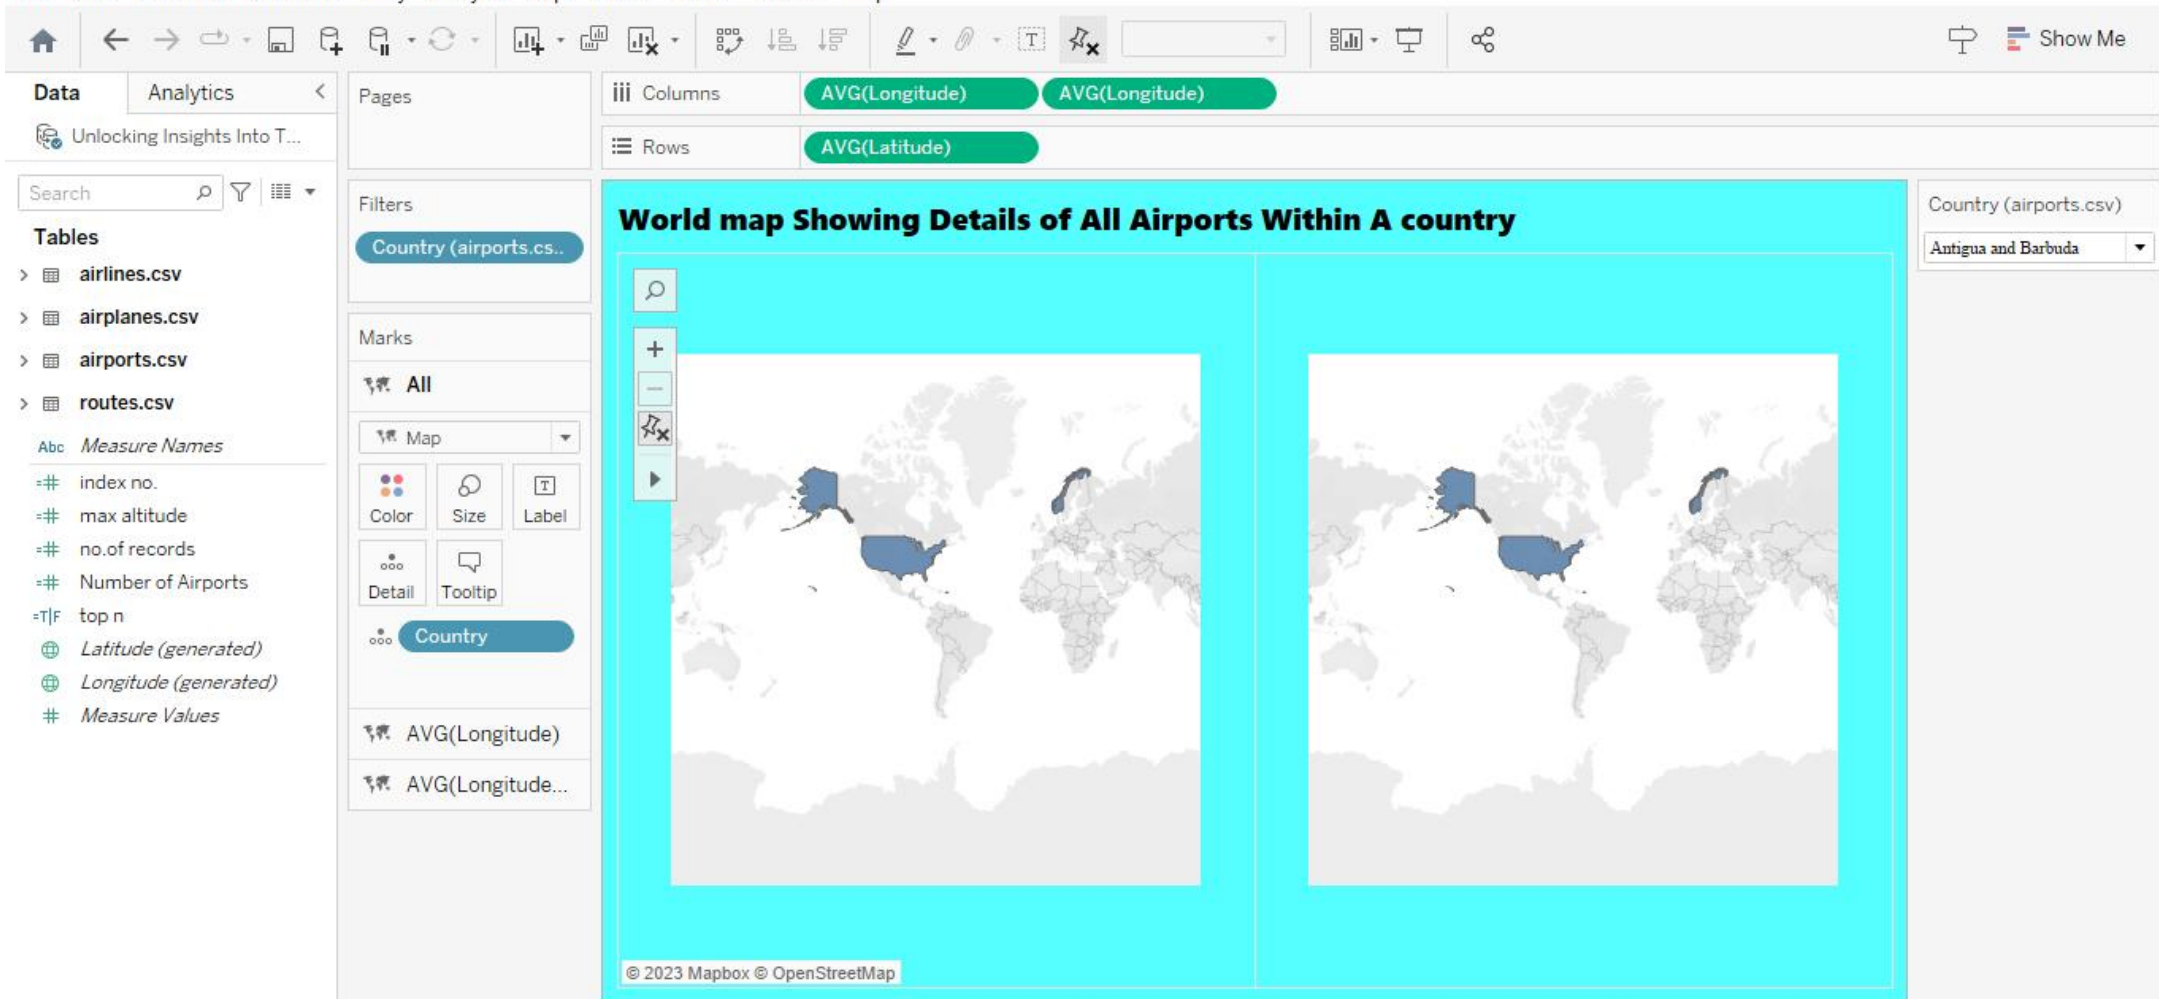 Show Me
Data
Analytics
Pages
Columns
AVG(Longitude)
AVG(Longitude)
Unlocking Insights Into T...
Rows
AVG(Latitude)
Search
Tables
airlines.csv
airplanes.csv
airports.csv
routes.csv
Abc Measure Names
=# index no.
=# max altitude
=# no.of records
=# Number of Airports
=T|F top n
Latitude (generated)
Longitude (generated)
# Measure Values
Filters
Country (airports.cs..
Marks
All
Map
Color
Size
T
Label
Detail
Tooltip
Country
AVG(Longitude)
AVG(Longitude...
World map Showing Details of All Airports Within A country
© 2023 Mapbox © OpenStreetMap
Country (airports.csv)
Antigua and Barbuda